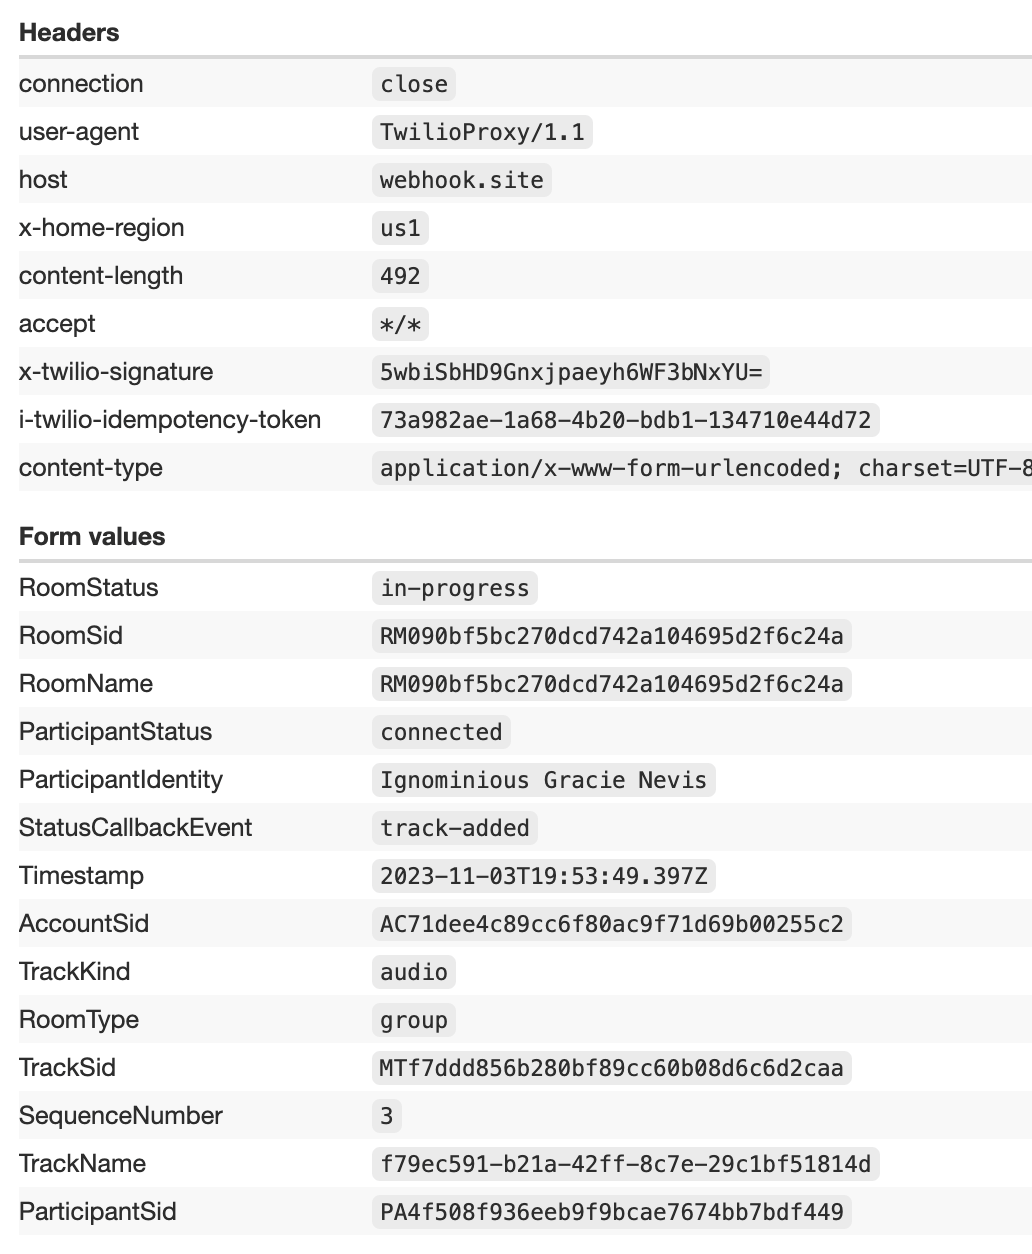 Headers
connection close
user-agent TwilioProxy/1.1
host webhook.site
x-home-region us1
content-length 492
accept */*
x-twilio-signature 5wbiSbHD9Gnxjpaeyh6WF3bNxYU=
i-twilio-idempotency-token 73a982ae-1a68-4b20-bdb1-134710e44d72
content-type application/x-www-form-urlencoded; charset=UTF-8
Form values
RoomStatus in-progress
RoomSid RM090bf5bc270dcd742a104695d2f6c24a
RoomName RM090bf5bc270dcd742a104695d2f6c24a
ParticipantStatus connected
ParticipantIdentity Ignominious Gracie Nevis
StatusCallbackEvent track-added
Timestamp 2023-11-03T19:53:49.397Z
AccountSid AC71dee4c89cc6f80ac9f71d69b00255c2
TrackKind audio
RoomType group
TrackSid MTf7ddd856b280bf89cc60b08d6c6d2caa
SequenceNumber 3
TrackName f79ec591-b21a-42ff-8c7e-29c1bf51814d
ParticipantSid PA4f508f936eeb9f9bcae7674bb7bdf449